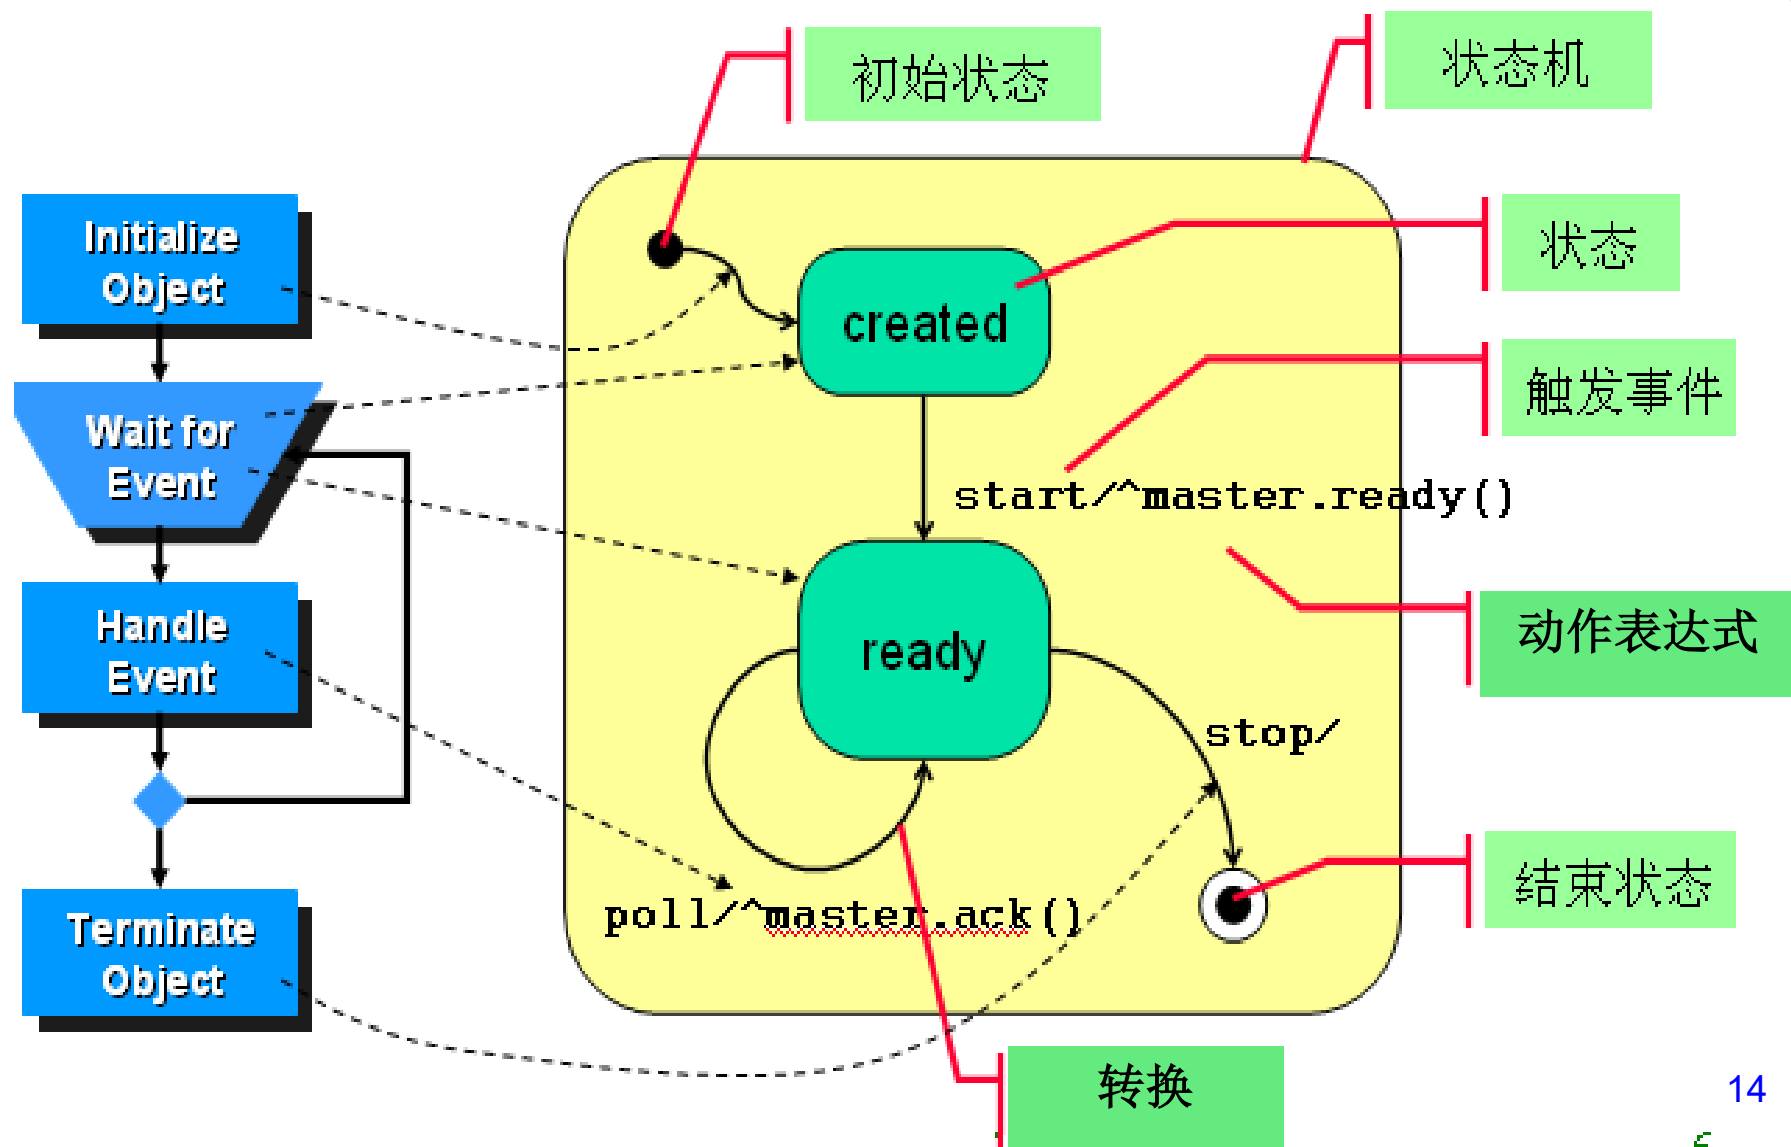 初始状态
状态机
Initialize
Object
状态
created
触发事件
Wait for
Event
start/^master.ready()
Handle
Event
动作表达式
ready
stop/
结束状态
poll/^master.ack()
Terminate
Object
转换
14